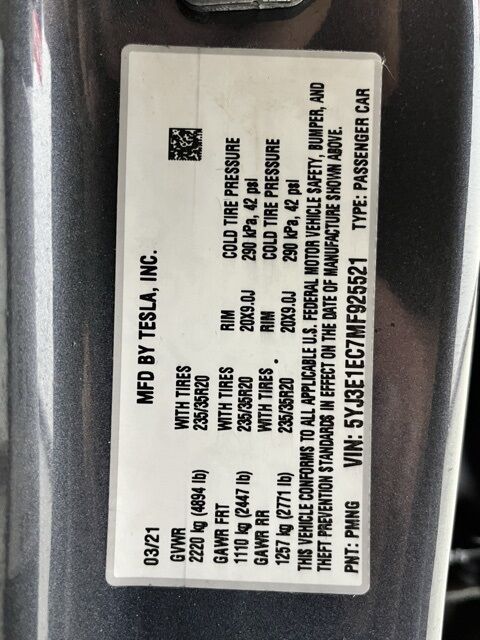 03/21 MFD BY TESLA, INC.
GVWR WITH TIRES RIM COLD TIRE PRESSURE
2220 kg (4894 lb) 235/35R20 20X9.0J 290 kPa, 42 psi
GAWR FRT WITH TIRES RIM COLD TIRE PRESSURE
1110 kg (2447 lb) 235/35R20 20X9.0J 290 kPa, 42 psi
GAWR RR
1257 kg (2771 lb) 235/35R20
THIS VEHICLE CONFORMS TO ALL APPLICABLE U.S. FEDERAL MOTOR VEHICLE SAFETY, BUMPER, AND
THEFT PREVENTION STANDARDS IN EFFECT ON THE DATE OF MANUFACTURE SHOWN ABOVE.
PNT: PMNG VIN: 5YJ3E1EC7MF925521 TYPE: PASSENGER CAR